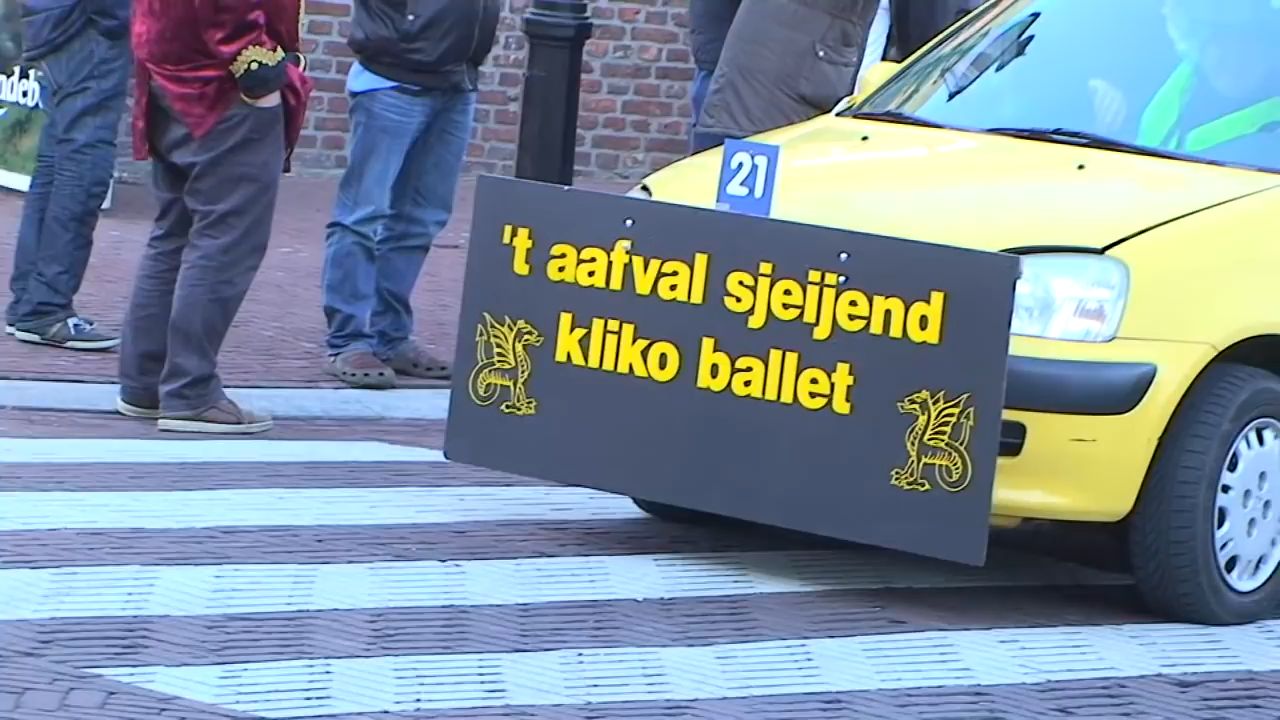 21
't aafval sjeijend
kliko ballet